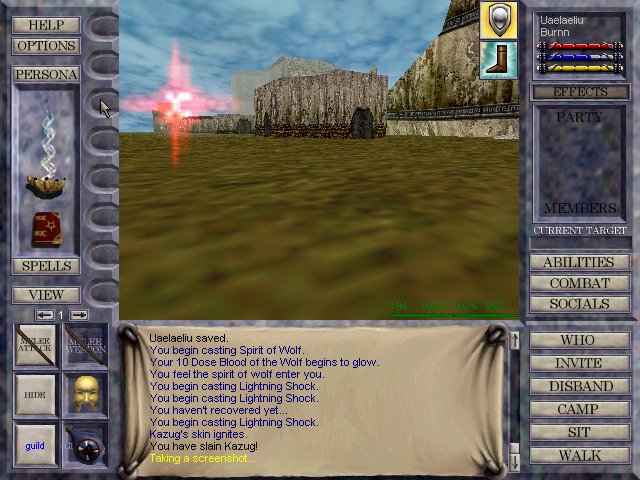 HELP
OPTIONS
PERSONA
SPELLS
VIEW
1
MELEE
ATTACK
MELEE
WEAPON
HIDE
guild
Uaelaeliu
Burnn
EFFECTS
PARTY
MEMBERS
CURRENT TARGET
ABILITIES
COMBAT
SOCIALS
WHO
INVITE
DISBAND
CAMP
SIT
WALK
Uaelaeliu saved.
You begin casting Spirit of Wolf.
Your 10 Dose Blood of the Wolf begins to glow.
You feel the spirit of wolf enter you.
You begin casting Lightning Shock.
You begin casting Lightning Shock.
You haven't recovered yet...
You begin casting Lightning Shock.
Kazug's skin ignites.
You have slain Kazug!
Taking a screenshot...